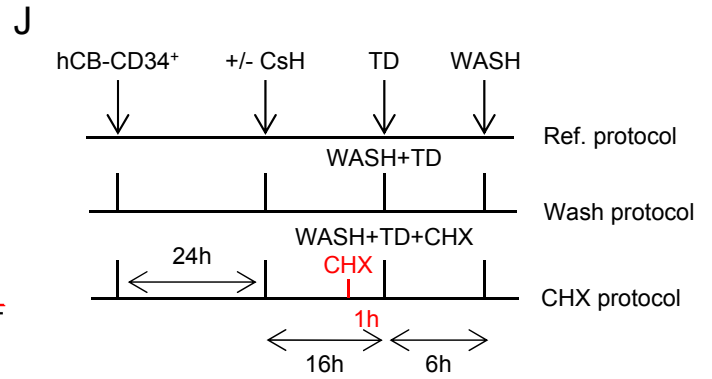 J
hCB-CD34⁺ +/- CsH TD WASH
Ref. protocol
WASH+TD
Wash protocol
WASH+TD+CHX
24h CHX
CHX protocol
1h
16h 6h